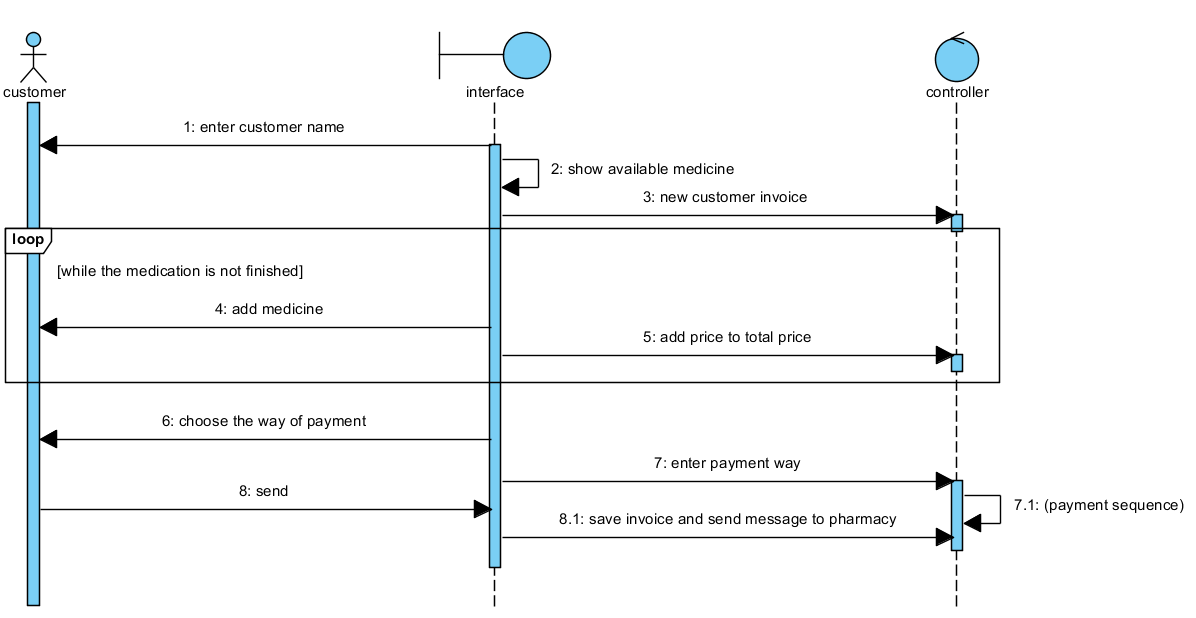 customer
interface
controller
1: enter customer name
2: show available medicine
3: new customer invoice
loop
[while the medication is not finished]
4: add medicine
5: add price to total price
6: choose the way of payment
7: enter payment way
8: send
7.1: (payment sequence)
8.1: save invoice and send message to pharmacy